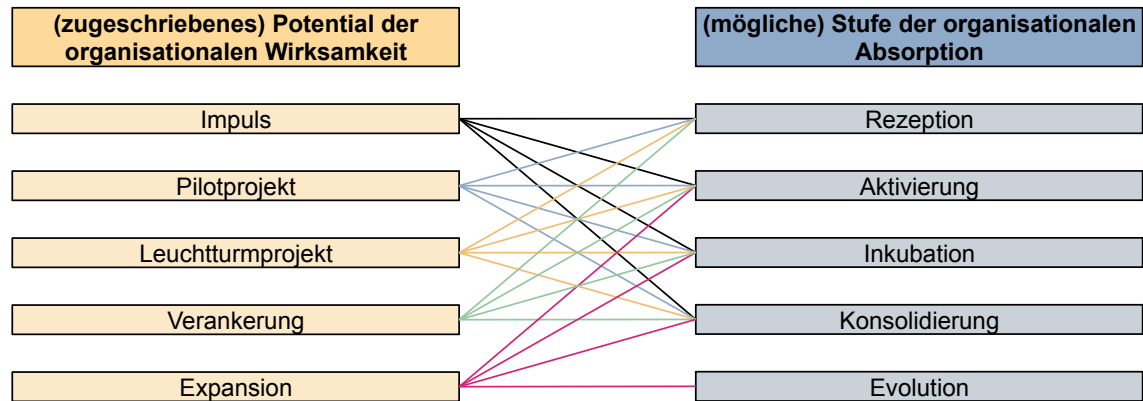 (zugeschriebenes) Potential der
organisationalen Wirksamkeit
(mögliche) Stufe der organisationalen
Absorption
Impuls
Rezeption
Pilotprojekt
Aktivierung
Leuchtturmprojekt
Inkubation
Verankerung
Konsolidierung
Expansion
Evolution